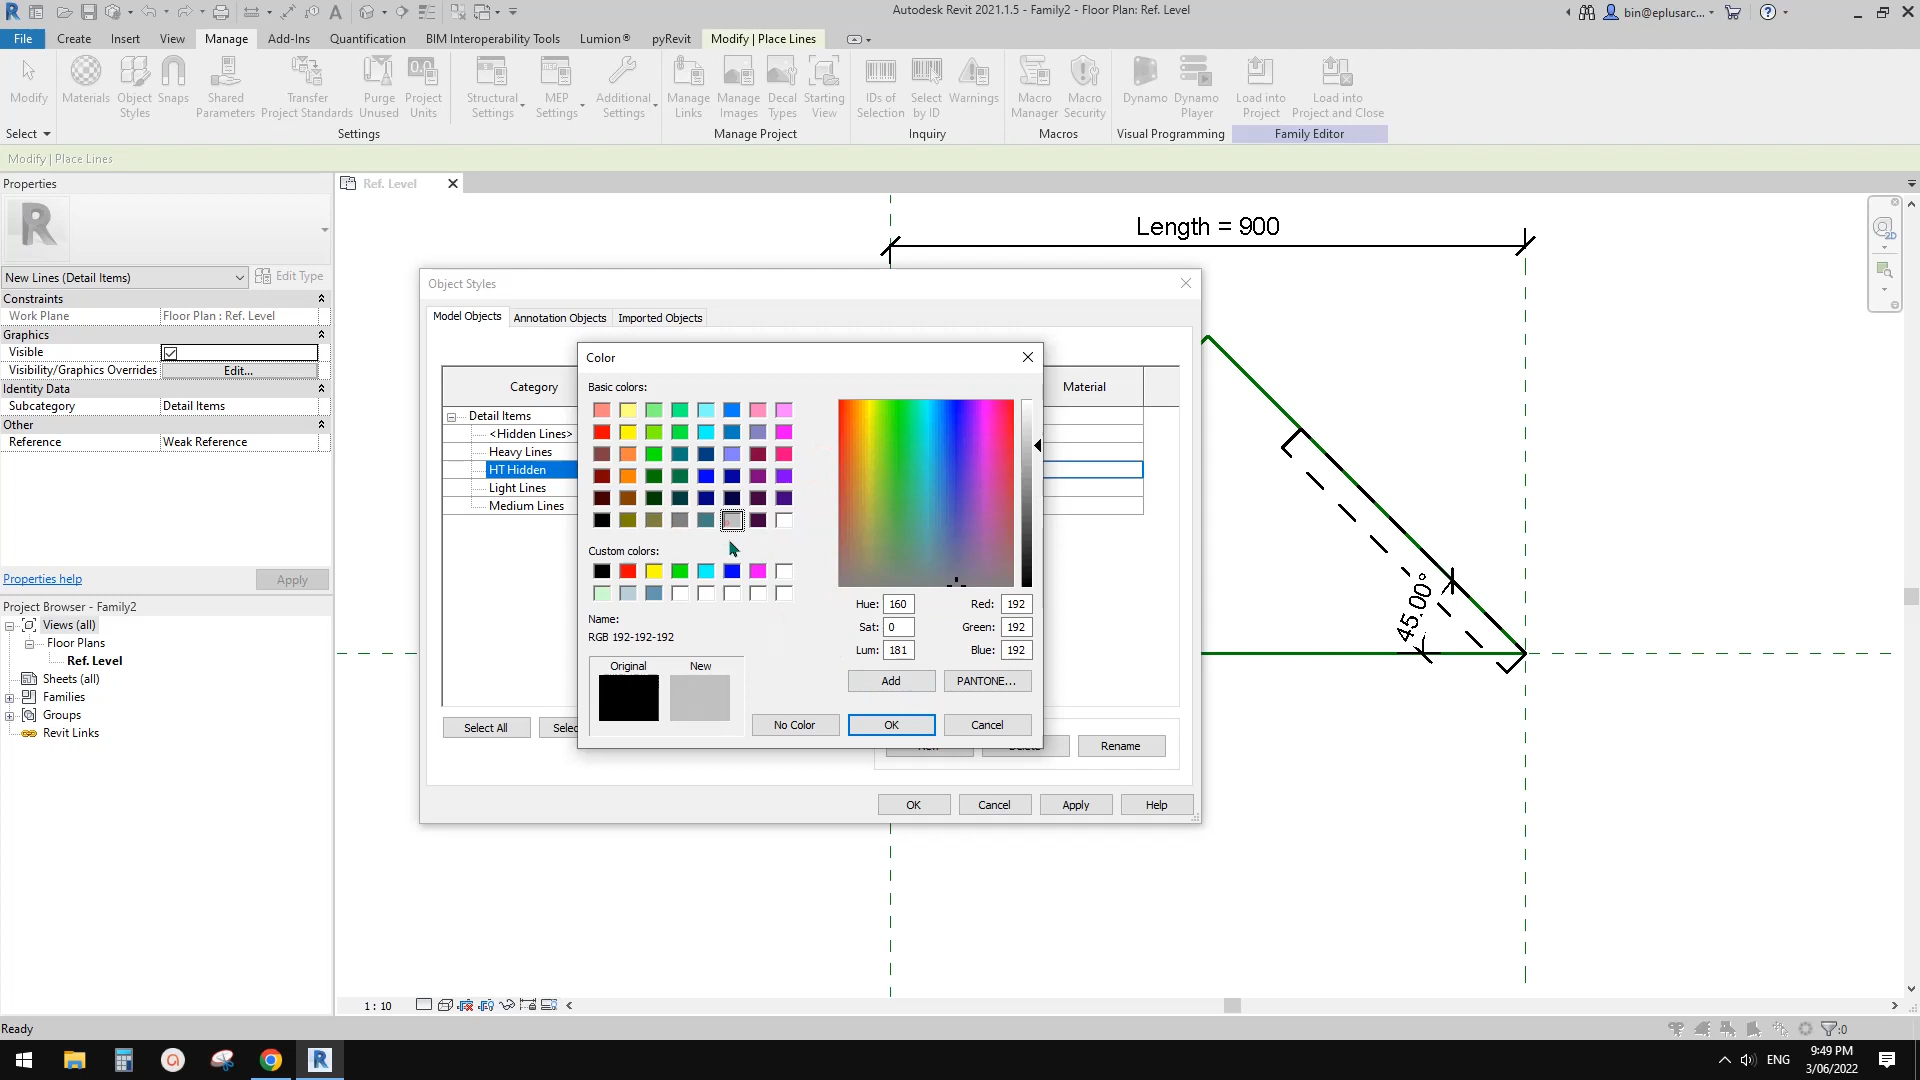 Autodesk Revit 2021.1.5 - Family2 - Floor Plan: Ref. Level
bin@eplusarc...
File Create Insert View Manage Add-Ins Quantification BIM Interoperability Tools Lumion® pyRevit Modify | Place Lines
Modify Materials Object Styles Snaps Shared Parameters Transfer Project Standards Purge Unused Project Units Structural Settings MEP Settings Additional Settings Manage Links Manage Images Decal Types Starting View IDs of Selection Select by ID Warnings Macro Manager Macro Security Dynamo Dynamo Player Load into Project Load into Project and Close
Select Settings Manage Project Inquiry Macros Visual Programming Family Editor
Modify | Place Lines
Properties
Ref. Level
R
New Lines (Detail Items) Edit Type
Constraints
Work Plane Floor Plan : Ref. Level
Graphics
Visible
Visibility/Graphics Overrides Edit...
Identity Data
Subcategory Detail Items
Other
Reference Weak Reference
Properties help Apply
Project Browser - Family2
Views (all)
Floor Plans
Ref. Level
Sheets (all)
Families
Groups
Revit Links
Length = 900
45.00°
2D
Object Styles
Model Objects Annotation Objects Imported Objects
Category Material
Detail Items
<Hidden Lines>
Heavy Lines
HT Hidden
Light Lines
Medium Lines
Select All Selec
Rename
OK Cancel Apply Help
Color
Basic colors:
Custom colors:
Name:
RGB 192-192-192
Original New
Hue: 160 Red: 192
Sat: 0 Green: 192
Lum: 181 Blue: 192
Add PANTONE...
No Color OK Cancel
1 : 10
Ready
:0
ENG
9:49 PM
3/06/2022